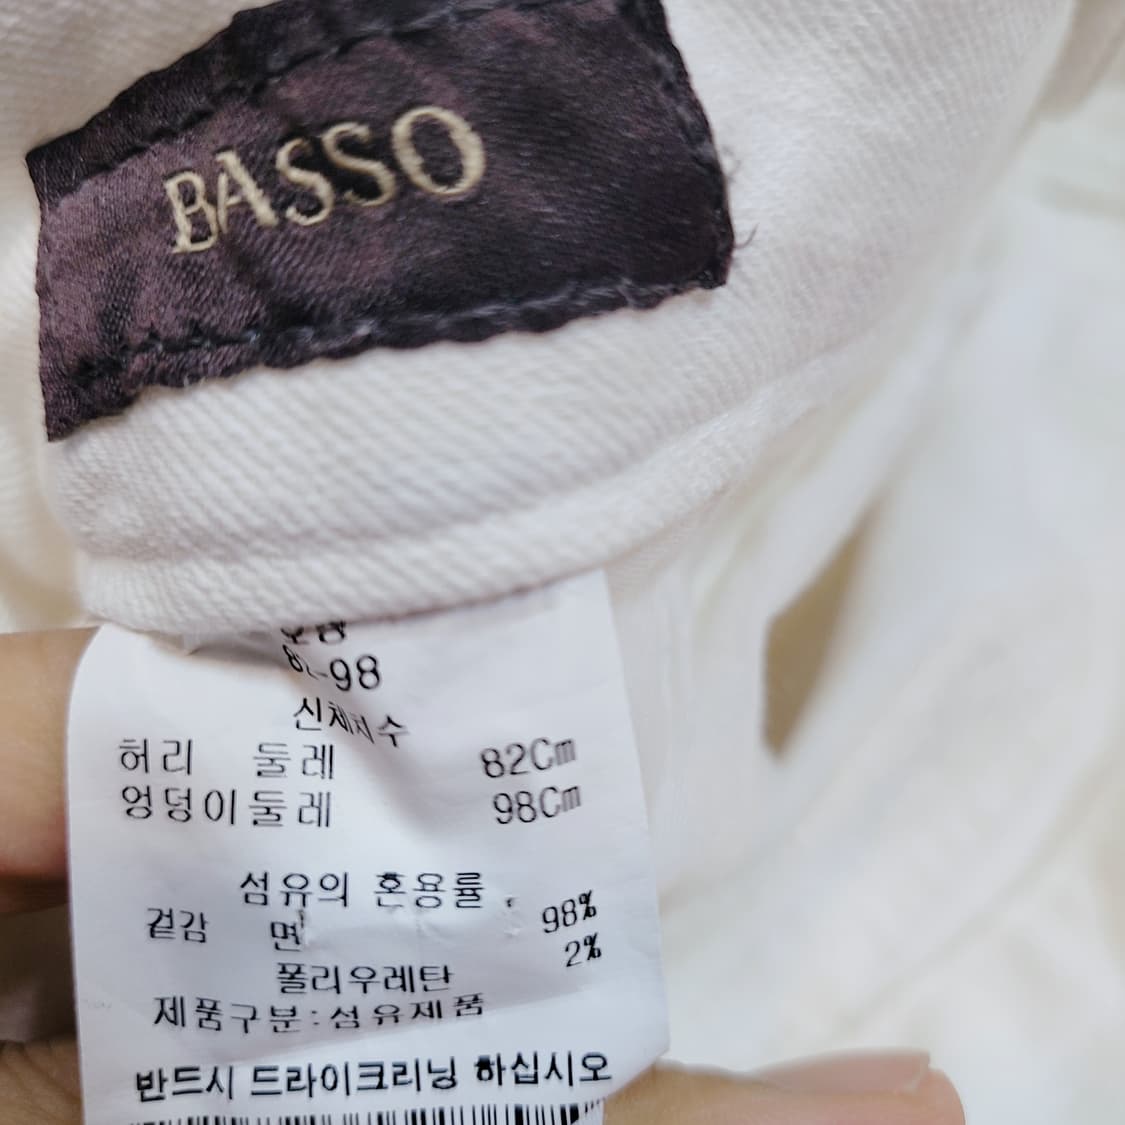 BASSO
호칭
82-98
신체치수
허리 둘레 82Cm
엉덩이둘레 98Cm
섬유의 혼용률
겉감 면 98%
폴리우레탄 2%
제품구분:섬유제품
반드시 드라이크리닝 하십시오